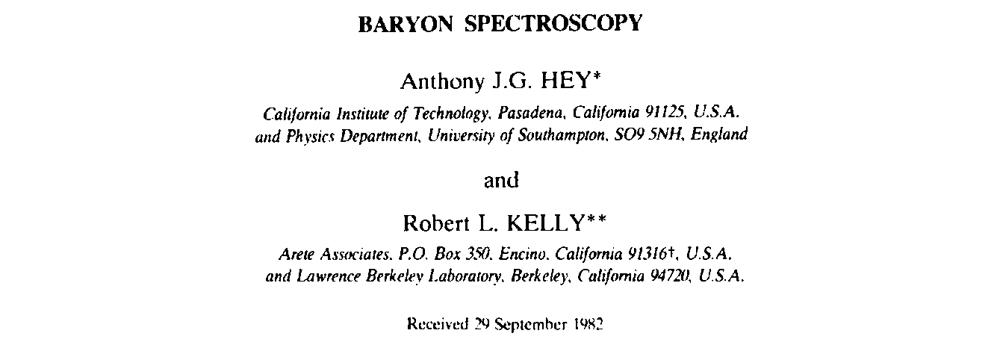 BARYON SPECTROSCOPY
Anthony J.G. HEY*
California Institute of Technology, Pasadena, California 91125, U.S.A.
and Physics Department, University of Southampton, SO9 5NH, England
and
Robert L. KELLY**
Arete Associates, P.O. Box 350, Encino, California 91316†, U.S.A.
and Lawrence Berkeley Laboratory, Berkeley, California 94720, U.S.A.
Received 29 September 1982